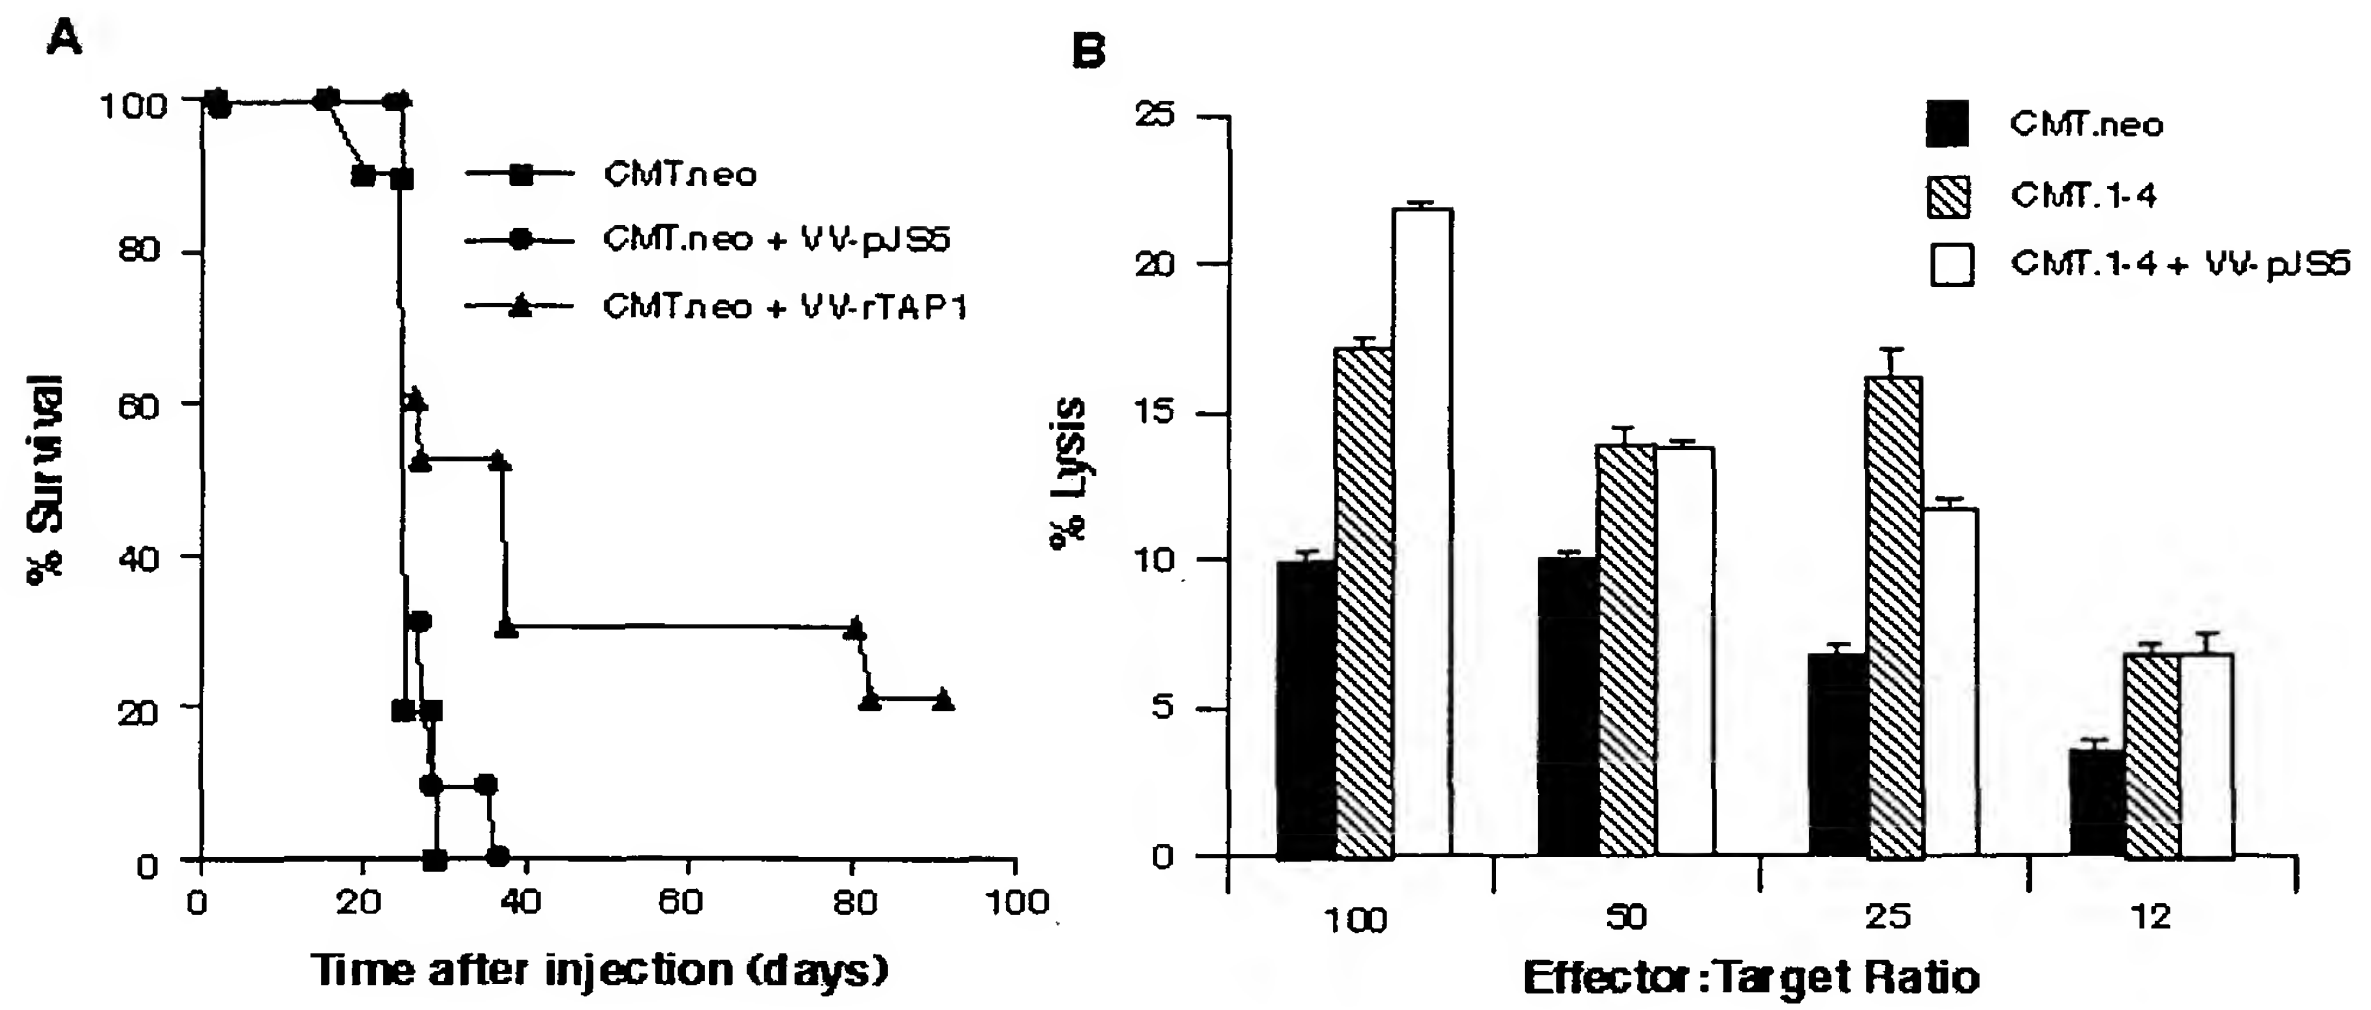 A
100
80
60
40
20
0
% Survival
CMT.neo
CMT.neo + VV-pJS5
CMT.neo + VV-rTAP1
0 20 40 60 80 100
Time after injection (days)
B
25
20
15
10
5
0
% Lysis
CMT.neo
CMT.1-4
CMT.1-4 + VV-pJS5
100 50 25 12
Effector:Target Ratio